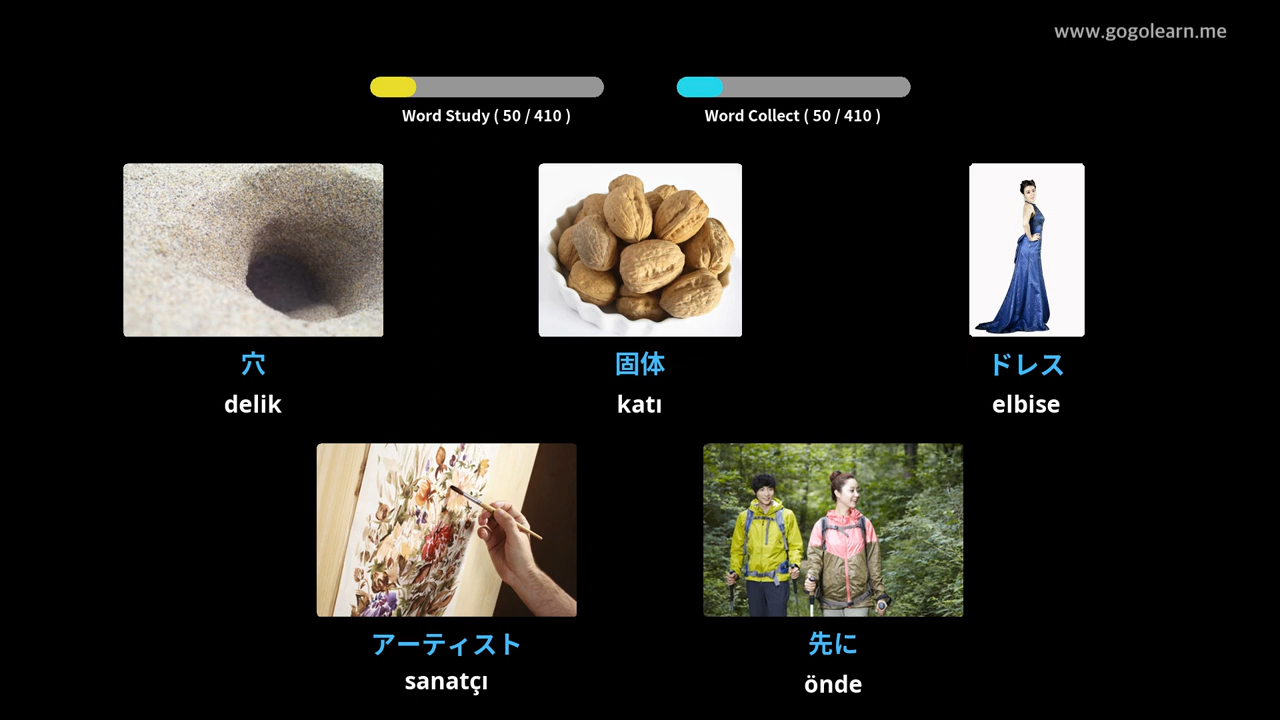 www.gogolearn.me
Word Study ( 50 / 410 )
Word Collect ( 50 / 410 )
穴
delik
固体
katı
ドレス
elbise
アーティスト
sanatçı
先に
önde